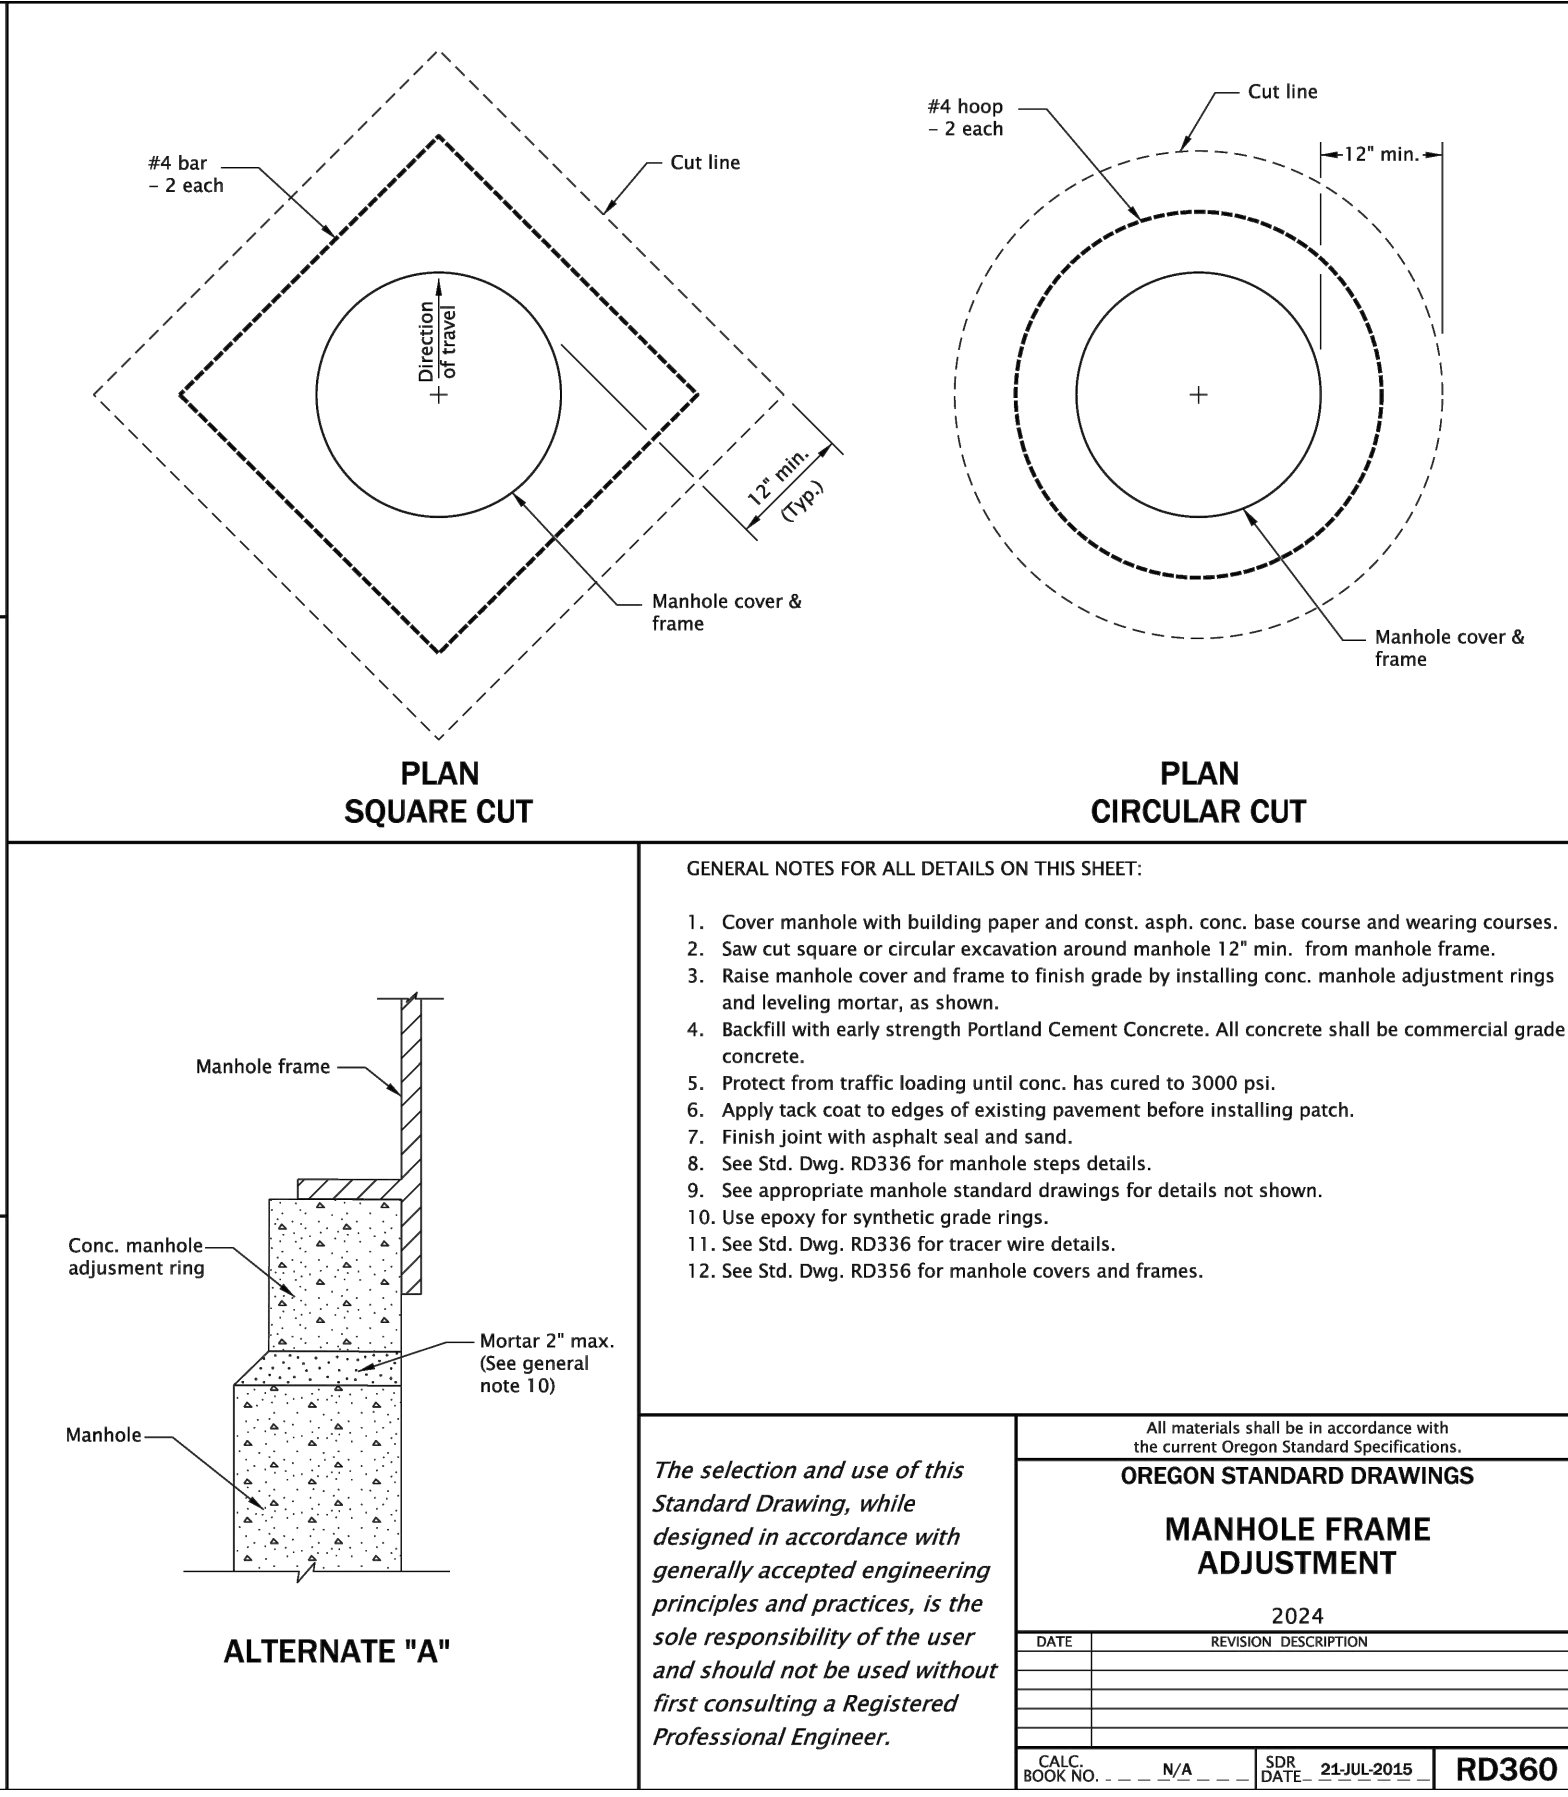 #4 bar
– 2 each
Cut line
Direction
of travel
12" min.
(Typ.)
Manhole cover &
frame
PLAN
SQUARE CUT
#4 hoop
– 2 each
Cut line
12" min.
Manhole cover &
frame
PLAN
CIRCULAR CUT
Manhole frame
Conc. manhole
adjusment ring
Mortar 2" max.
(See general
note 10)
Manhole
ALTERNATE "A"
GENERAL NOTES FOR ALL DETAILS ON THIS SHEET:
1. Cover manhole with building paper and const. asph. conc. base course and wearing courses.
2. Saw cut square or circular excavation around manhole 12" min. from manhole frame.
3. Raise manhole cover and frame to finish grade by installing conc. manhole adjustment rings
and leveling mortar, as shown.
4. Backfill with early strength Portland Cement Concrete. All concrete shall be commercial grade
concrete.
5. Protect from traffic loading until conc. has cured to 3000 psi.
6. Apply tack coat to edges of existing pavement before installing patch.
7. Finish joint with asphalt seal and sand.
8. See Std. Dwg. RD336 for manhole steps details.
9. See appropriate manhole standard drawings for details not shown.
10. Use epoxy for synthetic grade rings.
11. See Std. Dwg. RD336 for tracer wire details.
12. See Std. Dwg. RD356 for manhole covers and frames.
The selection and use of this
Standard Drawing, while
designed in accordance with
generally accepted engineering
principles and practices, is the
sole responsibility of the user
and should not be used without
first consulting a Registered
Professional Engineer.
All materials shall be in accordance with
the current Oregon Standard Specifications.
OREGON STANDARD DRAWINGS
MANHOLE FRAME
ADJUSTMENT
2024
DATE REVISION DESCRIPTION
CALC.
BOOK NO. N/A
SDR
DATE 21-JUL-2015
RD360